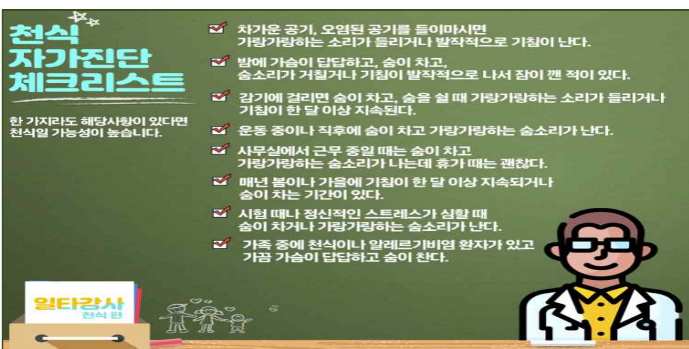 천식
자가진단
체크리스트
한 가지라도 해당사항이 있다면
천식일 가능성이 높습니다.
차가운 공기, 오염된 공기를 들이마시면
가랑가랑하는 소리가 들리거나 발작적으로 기침이 난다.
밤에 가슴이 답답하고, 숨이 차고,
숨소리가 거칠거나 기침이 발작적으로 나서 잠이 깬 적이 있다.
감기에 걸리면 숨이 차고, 숨을 쉴 때 가랑가랑하는 소리가 들리거나
기침이 한 달 이상 지속된다.
운동 중이나 직후에 숨이 차고 가랑가랑하는 숨소리가 난다.
사무실에서 근무 중일 때는 숨이 차고
가랑가랑하는 숨소리가 나는데 휴가 때는 괜찮다.
매년 봄이나 가을에 기침이 한 달 이상 지속되거나
숨이 차는 기간이 있다.
시험 때나 정신적인 스트레스가 심할 때
숨이 차거나 가랑가랑하는 숨소리가 난다.
가족 중에 천식이나 알레르기비염 환자가 있고
가끔 가슴이 답답하고 숨이 찬다.
일타강사
천식 편